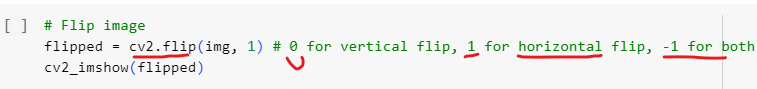 [ ] # Flip image
flipped = cv2.flip(img, 1) # 0 for vertical flip, 1 for horizontal flip, -1 for both
cv2_imshow(flipped)